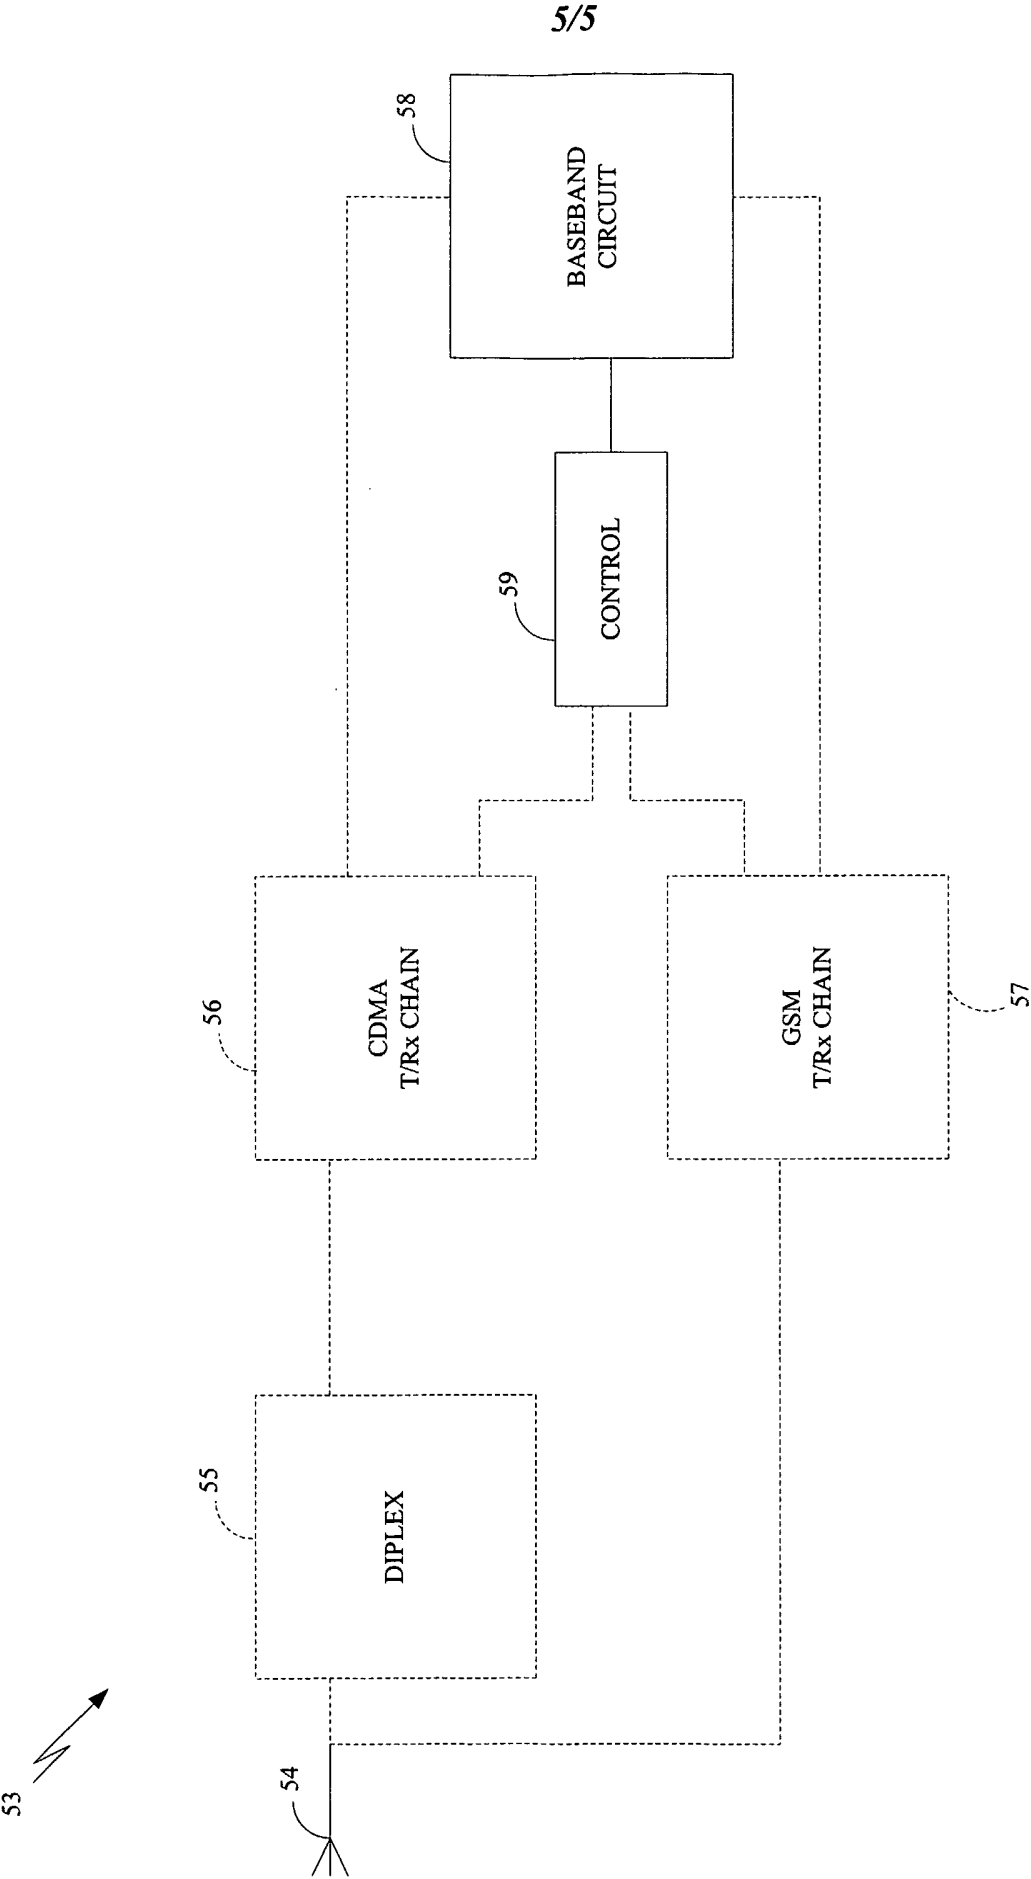 5/5
53
54
55
DIPLEX
56
CDMA
T/Rx CHAIN
GSM
T/Rx CHAIN
57
59
CONTROL
58
BASEBAND
CIRCUIT